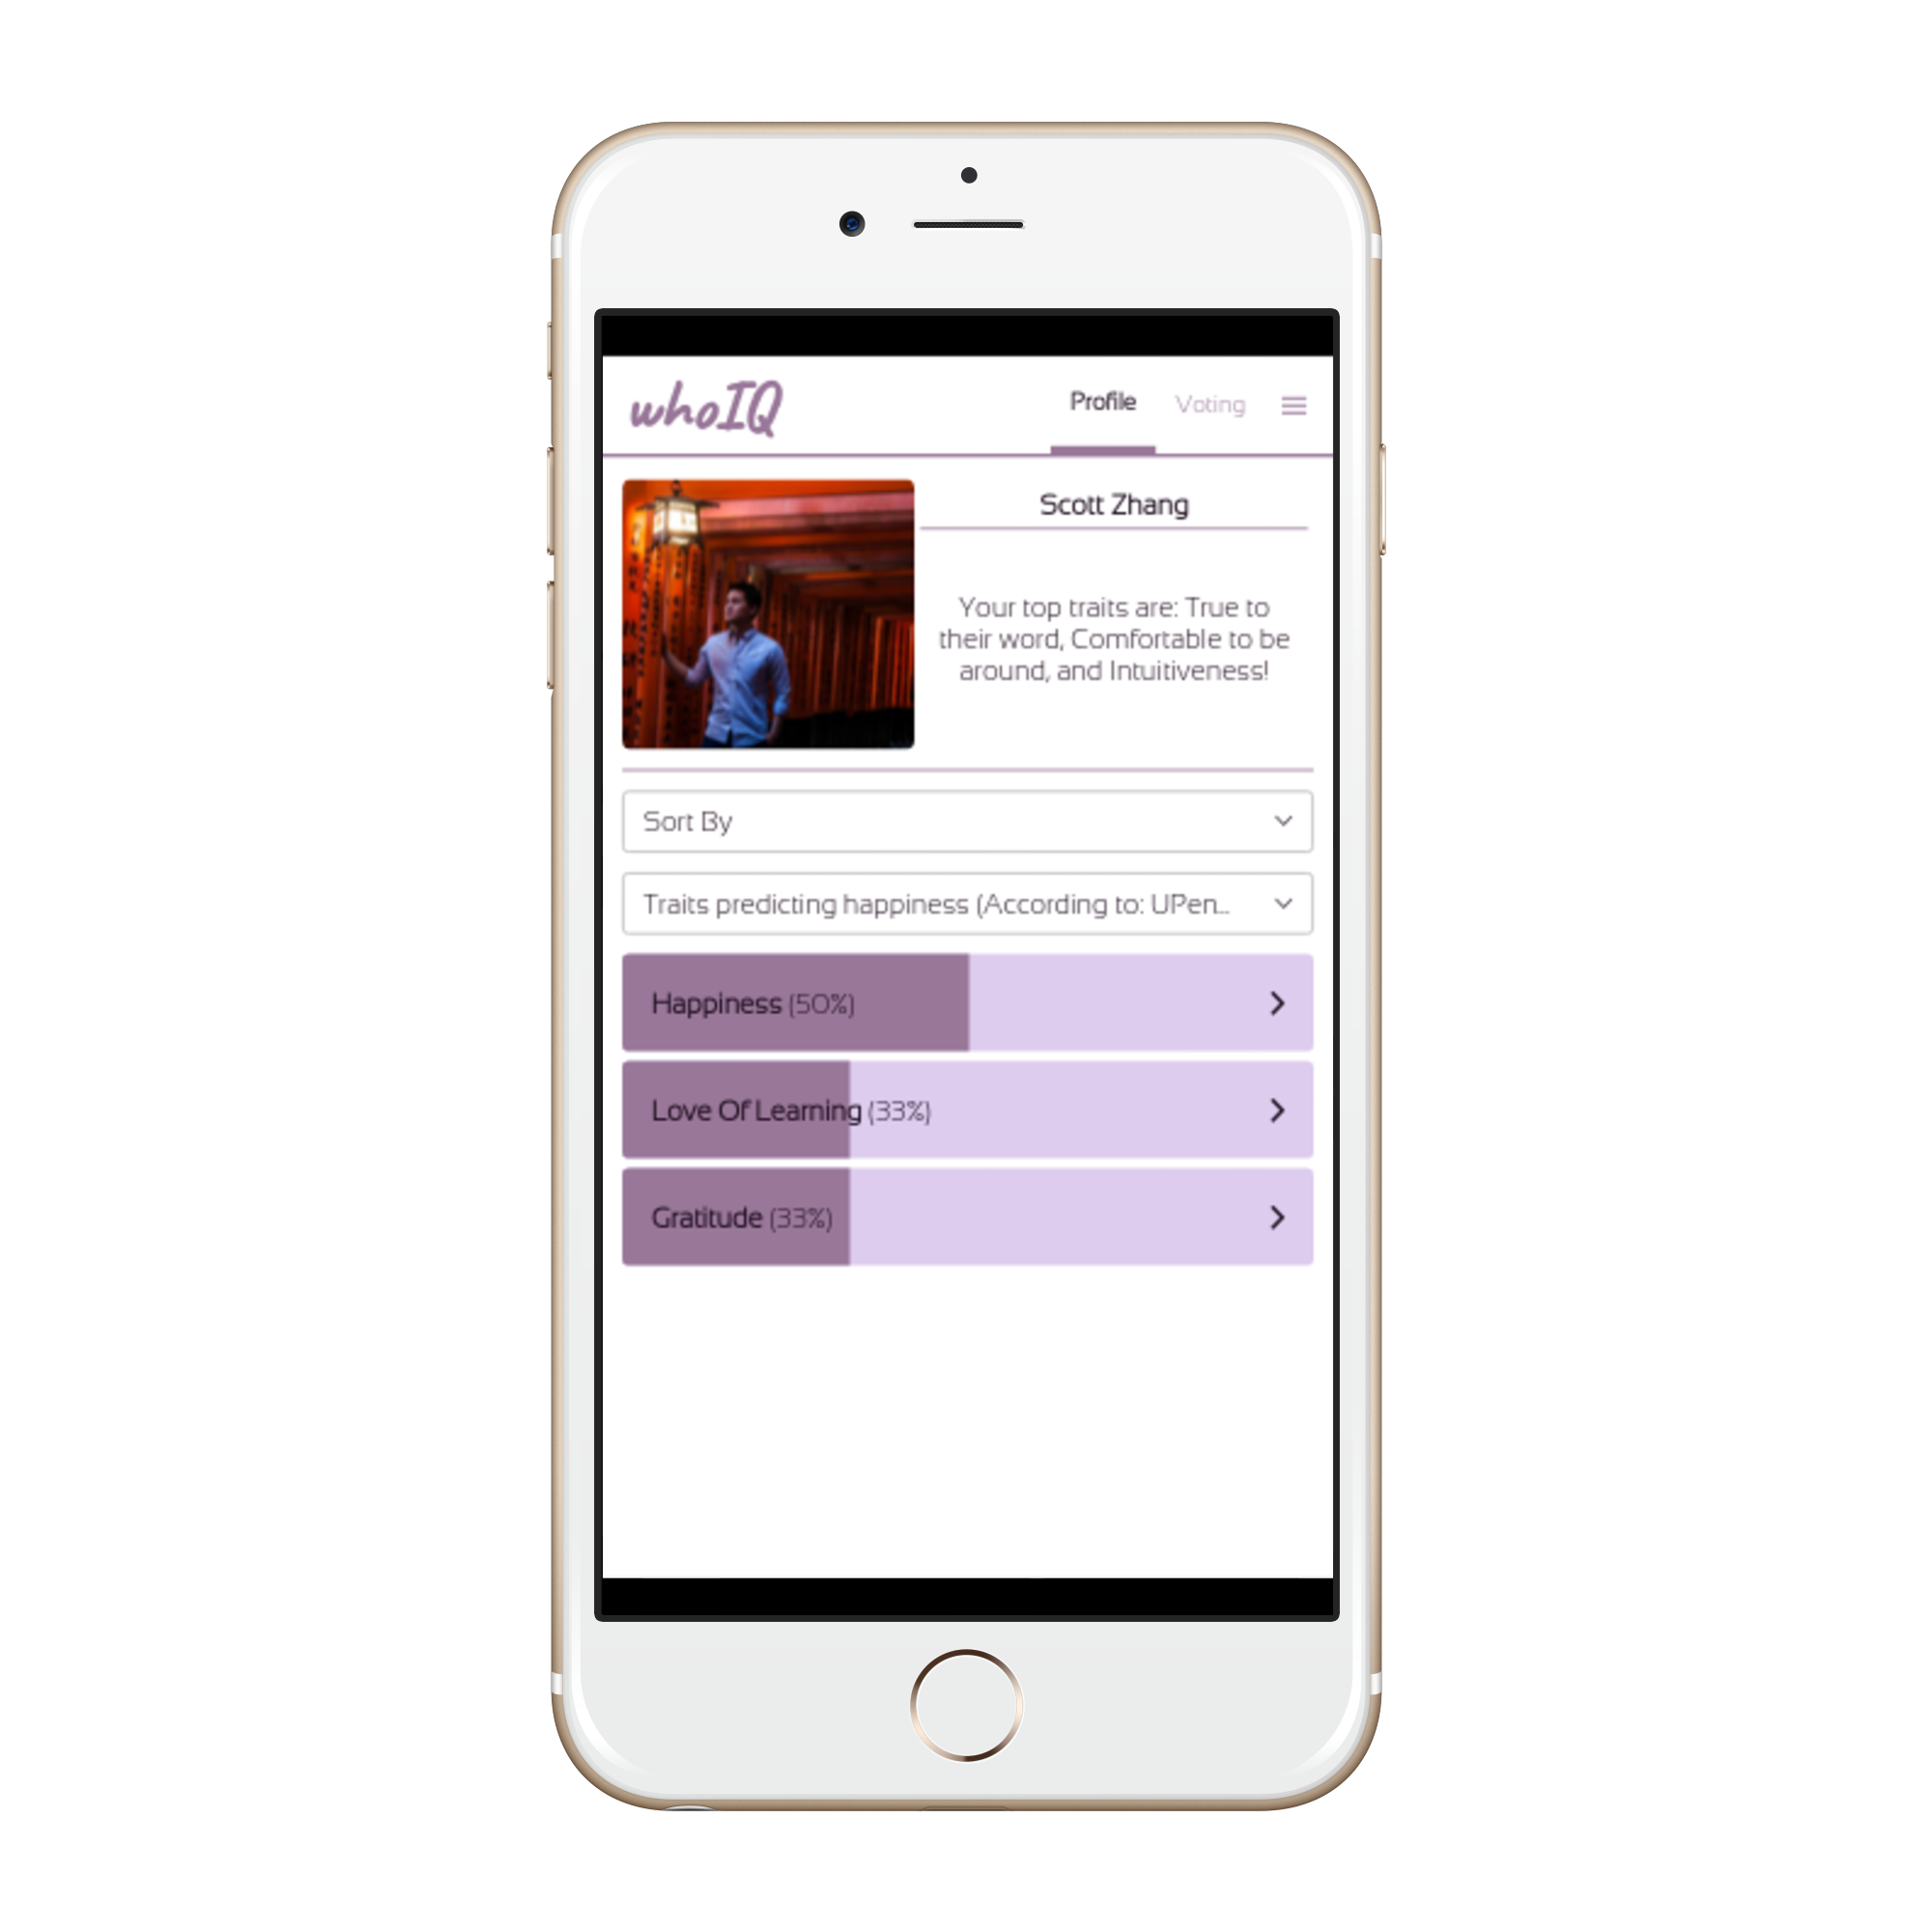 whoIQ
Profile
Voting
Scott Zhang
Your top traits are: True to
their word, Comfortable to be
around, and Intuitiveness!
Sort By
Traits predicting happiness (According to: UPen...
Happiness (50%)
Love Of Learning (33%)
Gratitude (33%)